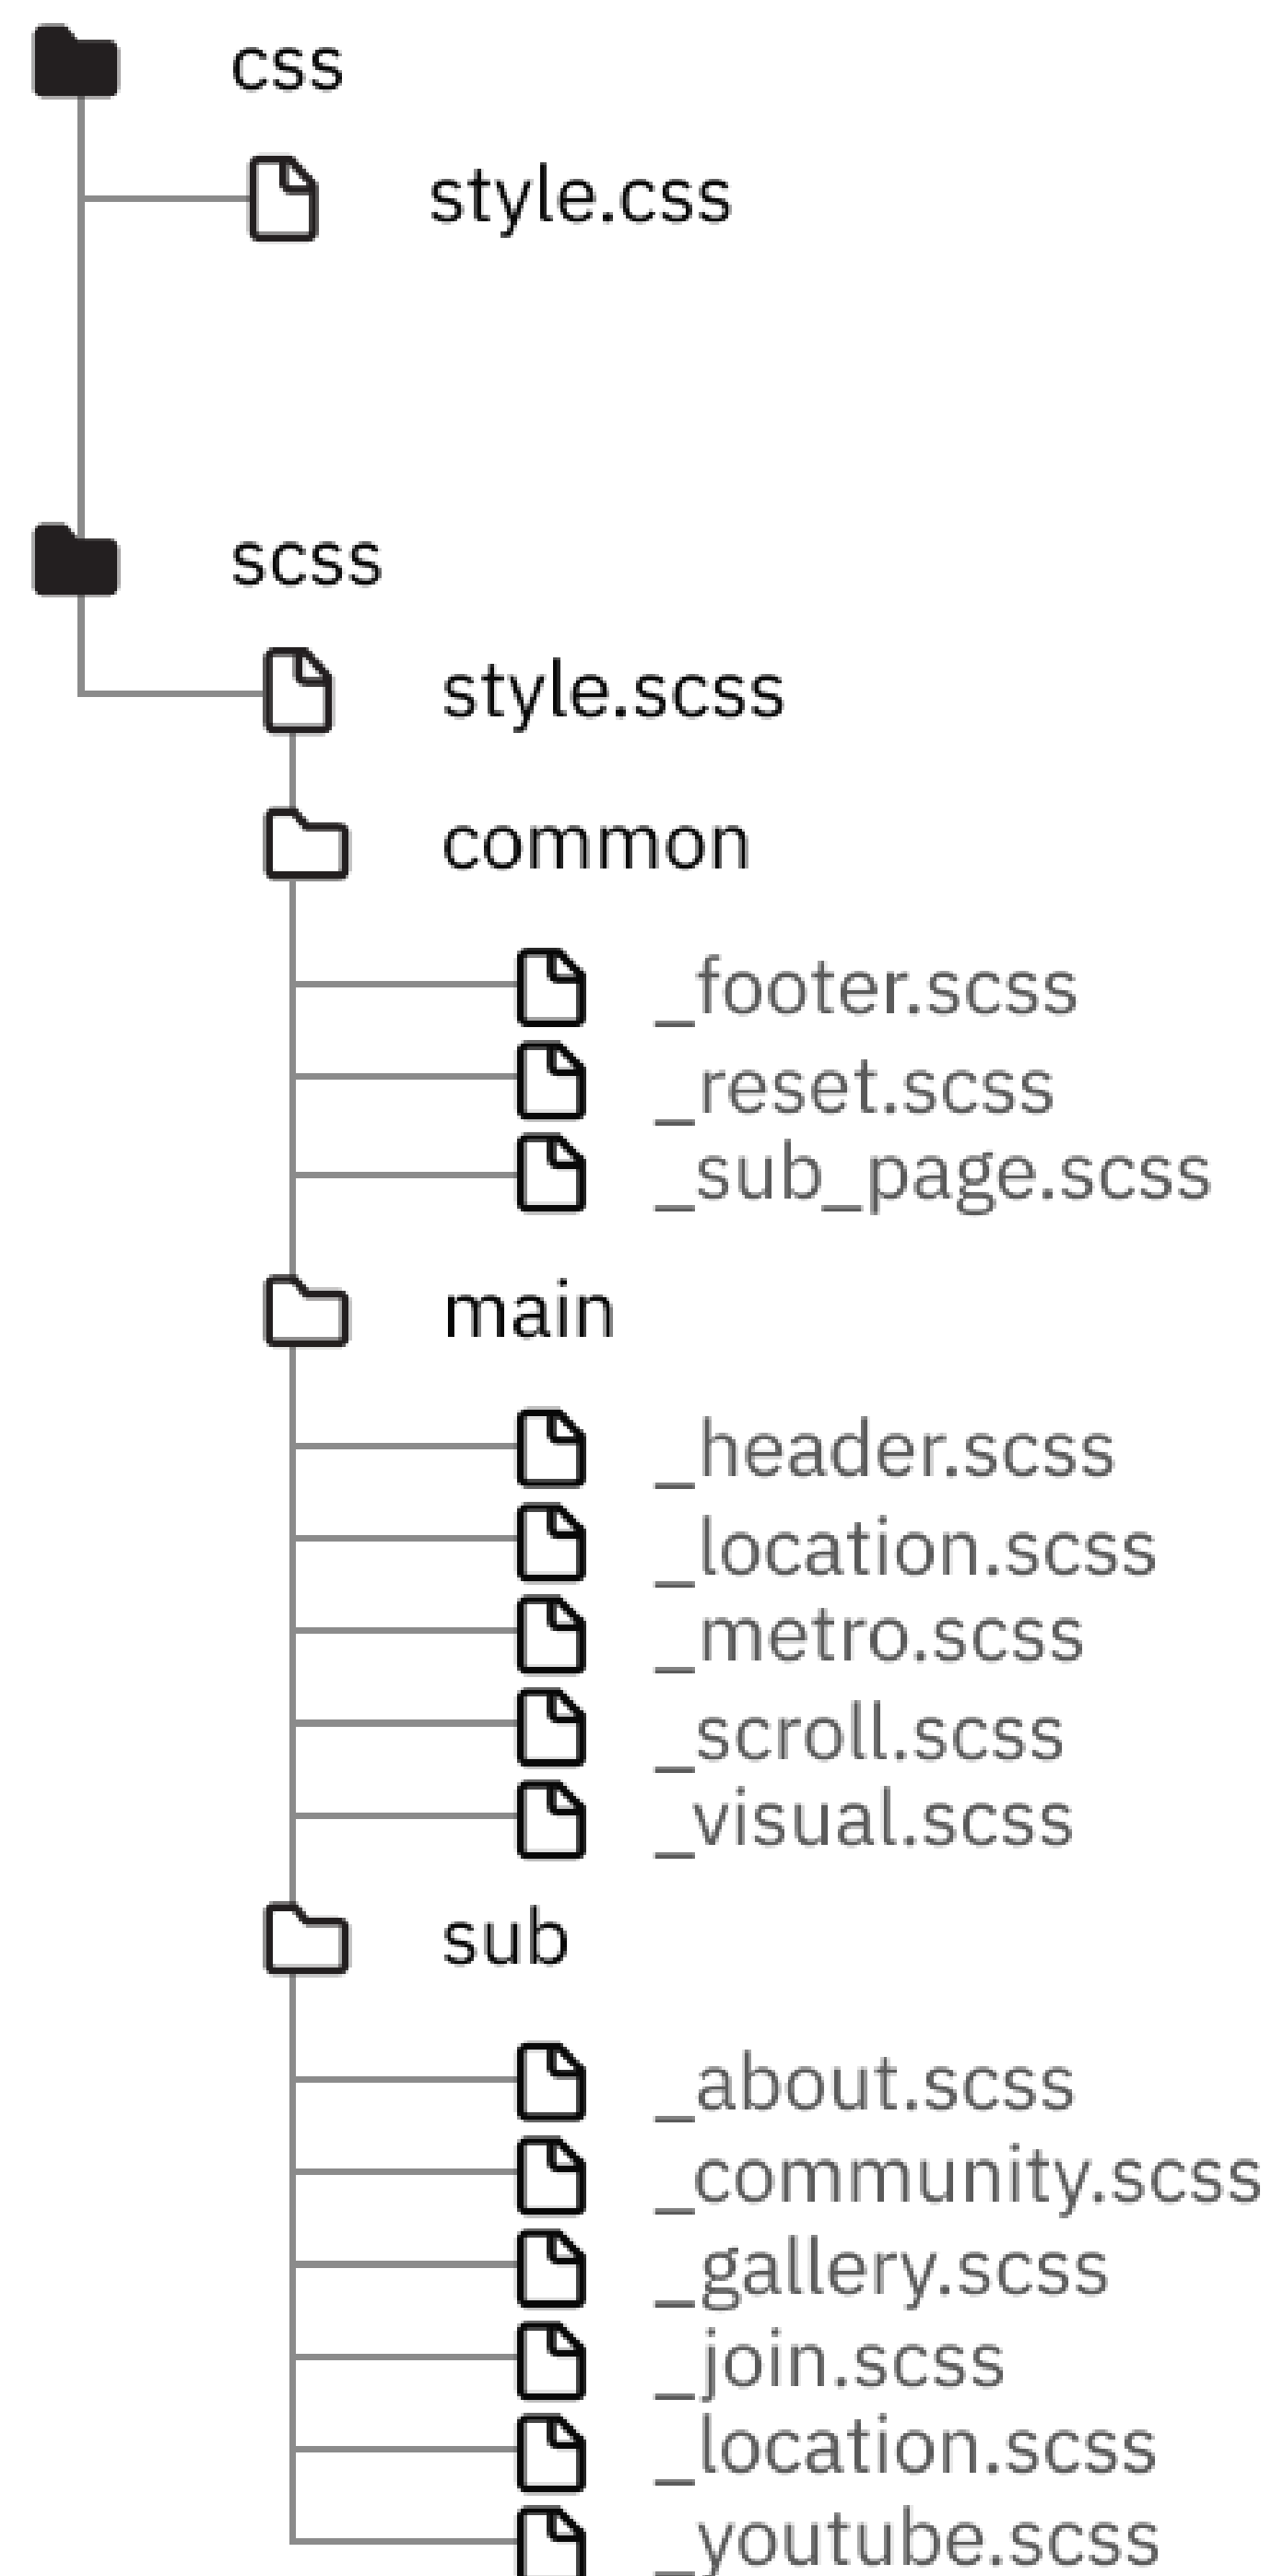 css
style.css
scss
style.scss
common
_footer.scss
_reset.scss
_sub_page.scss
main
_header.scss
_location.scss
_metro.scss
_scroll.scss
_visual.scss
sub
_about.scss
_community.scss
_gallery.scss
_join.scss
_location.scss
_youtube.scss